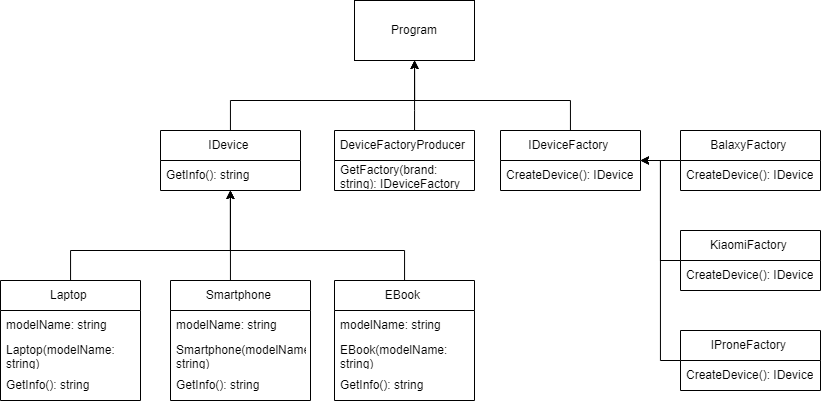 Program
IDevice
GetInfo(): string
DeviceFactoryProducer
GetFactory(brand:
string): IDeviceFactory
IDeviceFactory
CreateDevice(): IDevice
BalaxyFactory
CreateDevice(): IDevice
KiaomiFactory
CreateDevice(): IDevice
IProneFactory
CreateDevice(): IDevice
Laptop
modelName: string
Laptop(modelName:
string)
GetInfo(): string
Smartphone
modelName: string
Smartphone(modelName
string)
GetInfo(): string
EBook
modelName: string
EBook(modelName:
string)
GetInfo(): string